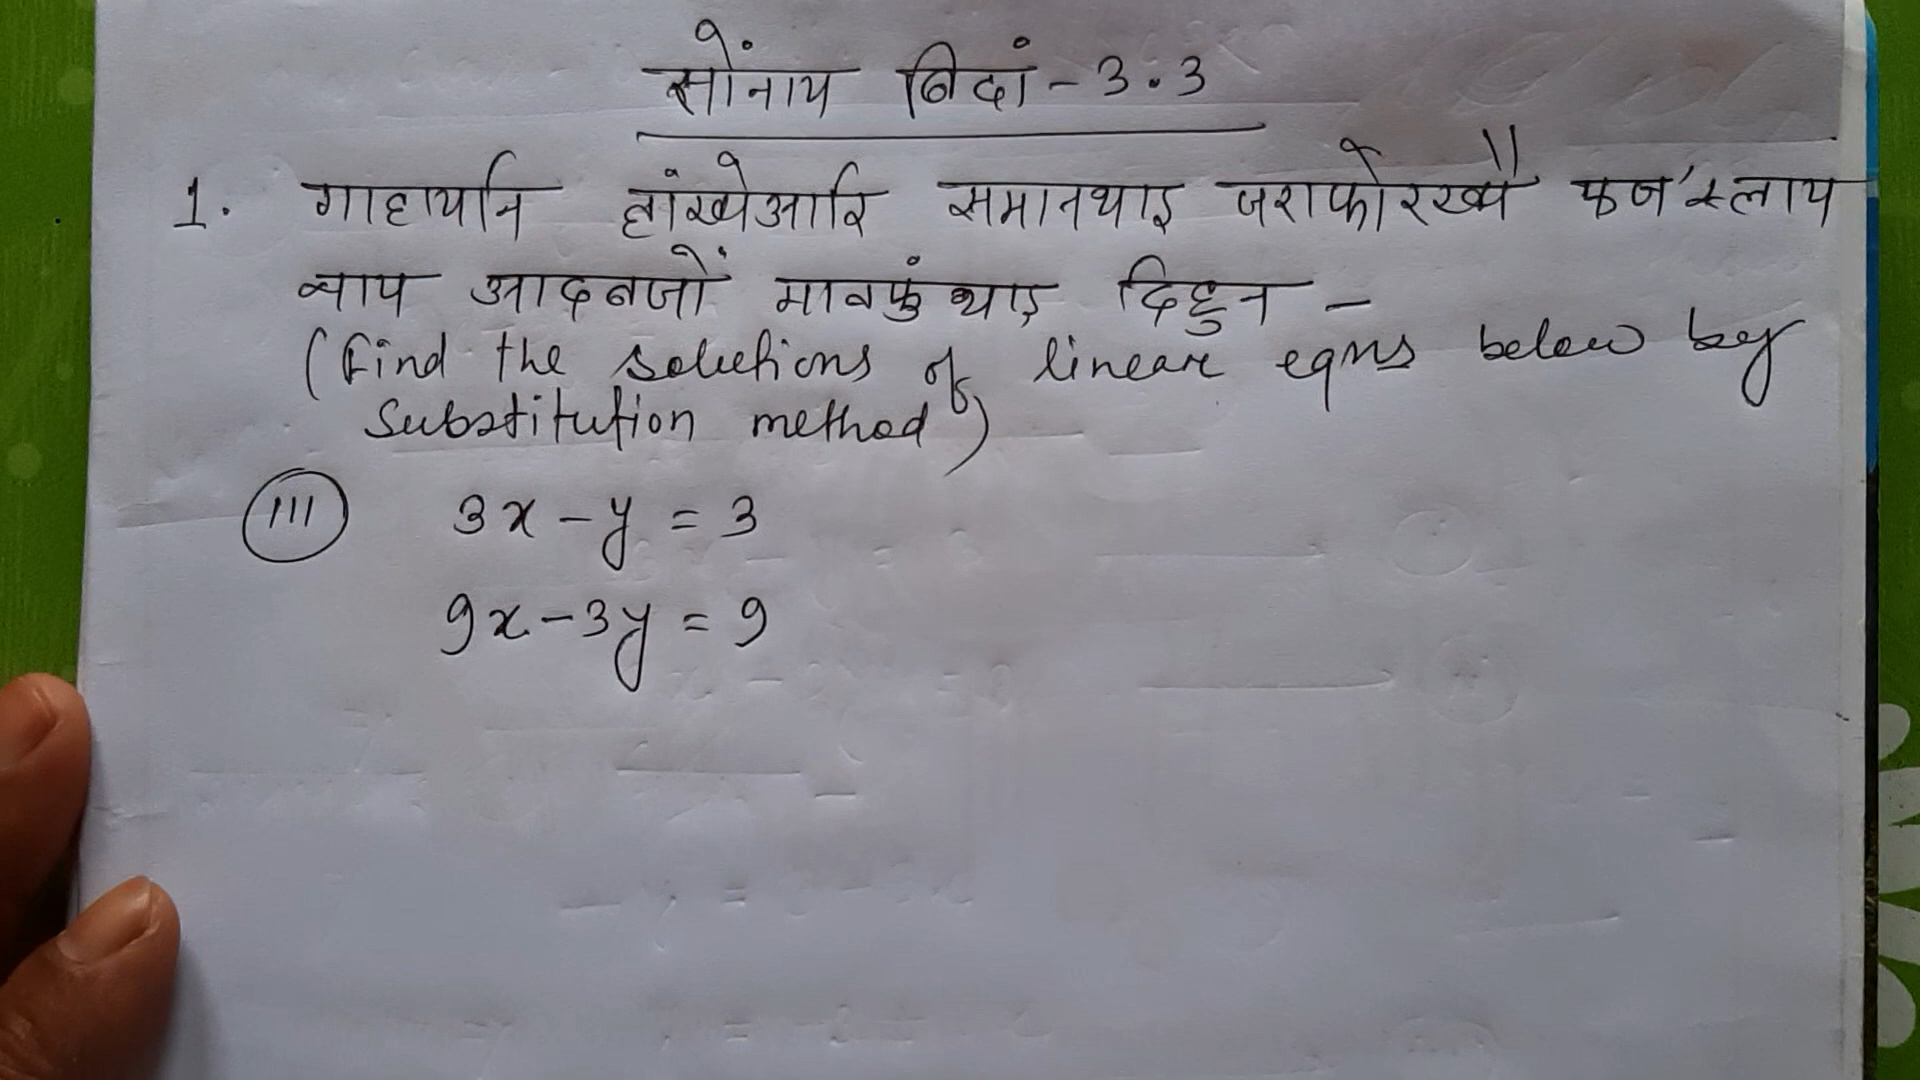 सोंनाय बिदां - 3.3
1. गाहायनि हांख्रेआरि समानथाइ जराफोरखौ फज'स्लाय
खाय आदबजों मावफुंथाइ दिहुन -
(Find the solutions of linear eqns below by
substitution method)
(III) 3x - y = 3
9x - 3y = 9